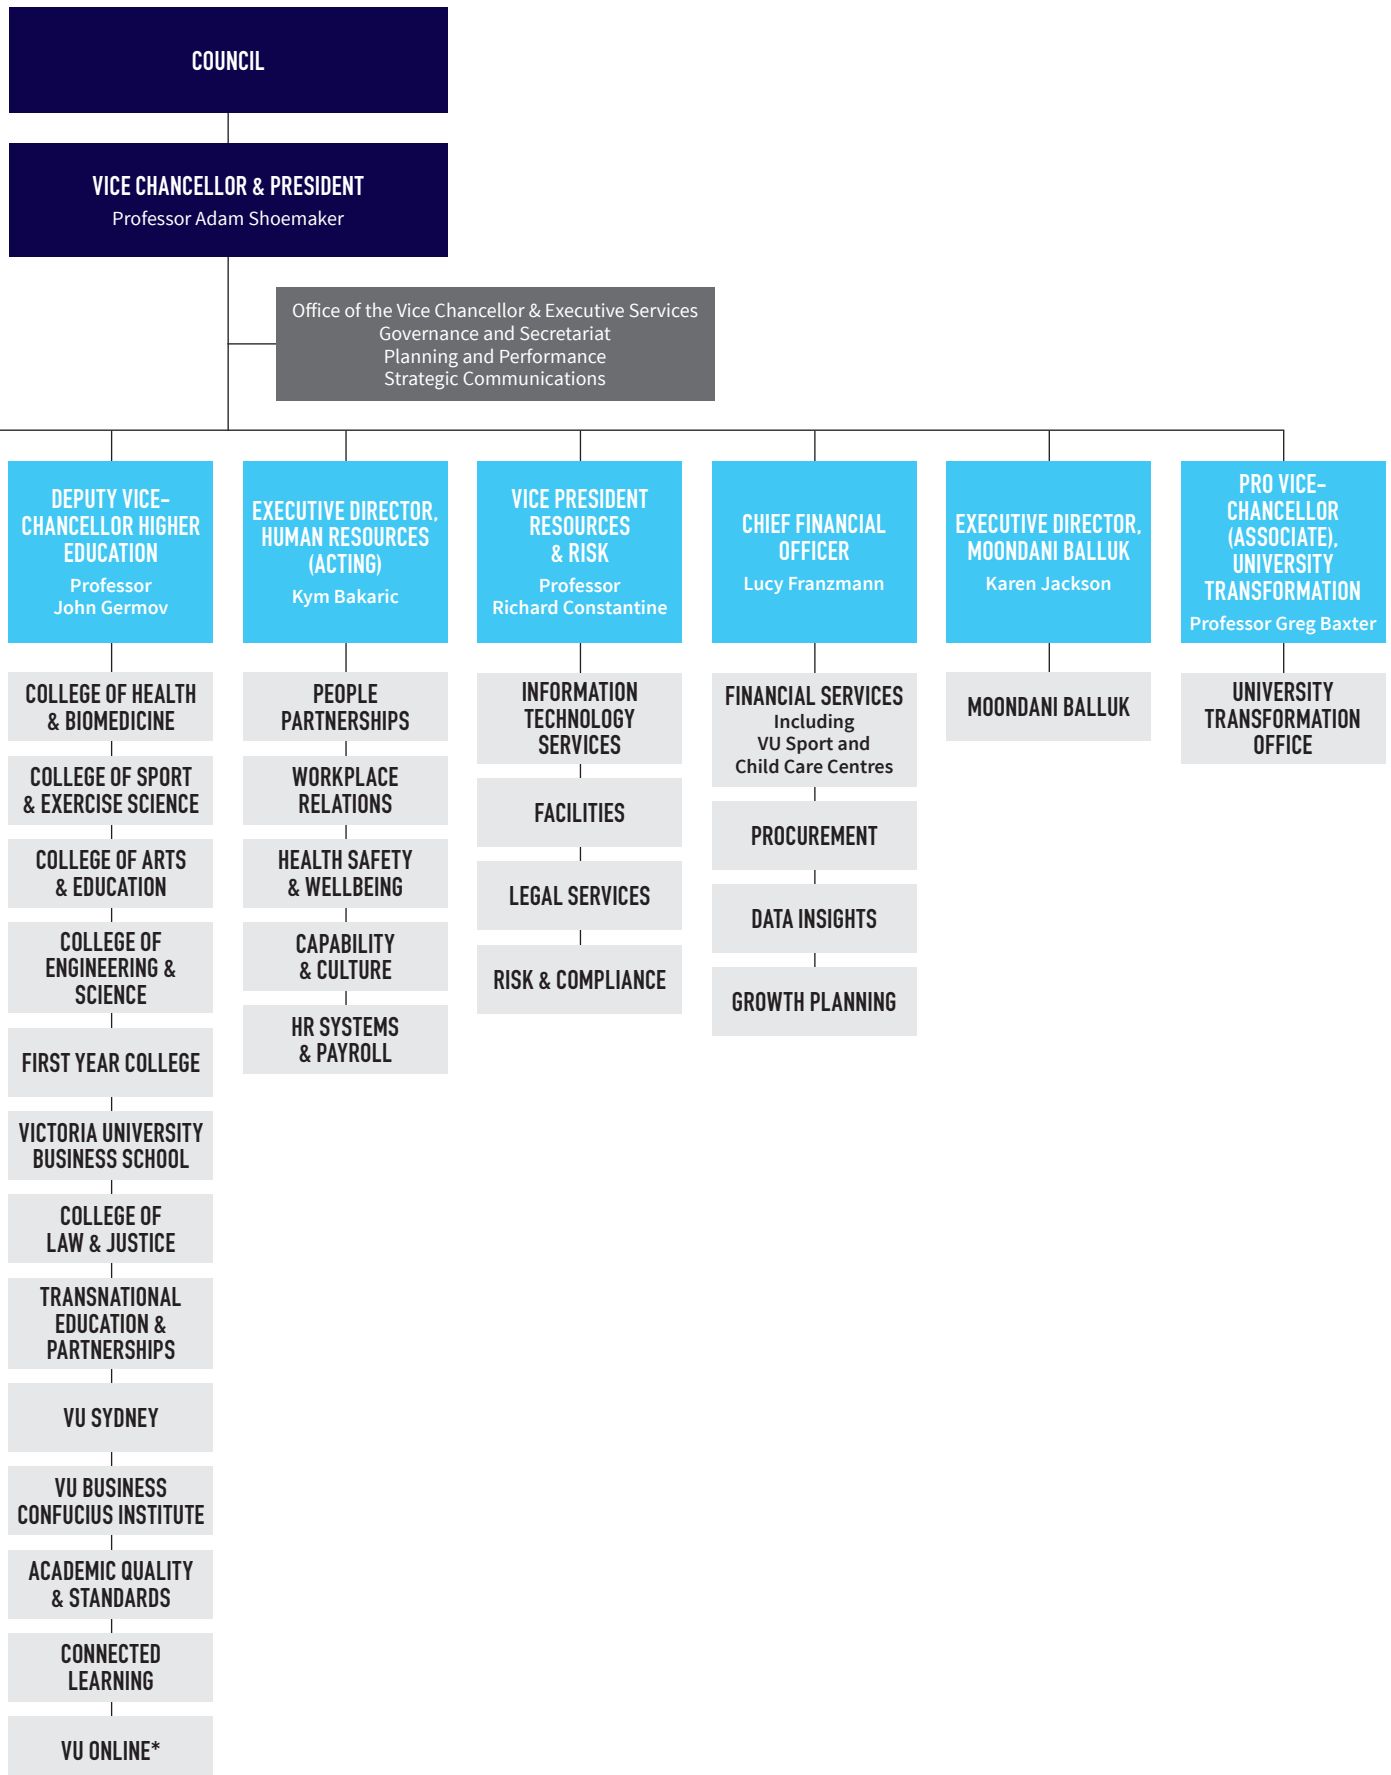 COUNCIL
VICE CHANCELLOR & PRESIDENT
Professor Adam Shoemaker
Office of the Vice Chancellor & Executive Services
Governance and Secretariat
Planning and Performance
Strategic Communications
DEPUTY VICE-
CHANCELLOR HIGHER
EDUCATION
Professor
John Germov
COLLEGE OF HEALTH
& BIOMEDICINE
COLLEGE OF SPORT
& EXERCISE SCIENCE
COLLEGE OF ARTS
& EDUCATION
COLLEGE OF
ENGINEERING &
SCIENCE
FIRST YEAR COLLEGE
VICTORIA UNIVERSITY
BUSINESS SCHOOL
COLLEGE OF
LAW & JUSTICE
TRANSNATIONAL
EDUCATION &
PARTNERSHIPS
VU SYDNEY
VU BUSINESS
CONFUCIUS INSTITUTE
ACADEMIC QUALITY
& STANDARDS
CONNECTED
LEARNING
VU ONLINE*
EXECUTIVE DIRECTOR,
HUMAN RESOURCES
(ACTING)
Kym Bakaric
PEOPLE
PARTNERSHIPS
WORKPLACE
RELATIONS
HEALTH SAFETY
& WELLBEING
CAPABILITY
& CULTURE
HR SYSTEMS
& PAYROLL
VICE PRESIDENT
RESOURCES
& RISK
Professor
Richard Constantine
INFORMATION
TECHNOLOGY
SERVICES
FACILITIES
LEGAL SERVICES
RISK & COMPLIANCE
CHIEF FINANCIAL
OFFICER
Lucy Franzmann
FINANCIAL SERVICES
Including
VU Sport and
Child Care Centres
PROCUREMENT
DATA INSIGHTS
GROWTH PLANNING
EXECUTIVE DIRECTOR,
MOONDANI BALLUK
Karen Jackson
MOONDANI BALLUK
PRO VICE-
CHANCELLOR
(ASSOCIATE),
UNIVERSITY
TRANSFORMATION
Professor Greg Baxter
UNIVERSITY
TRANSFORMATION
OFFICE